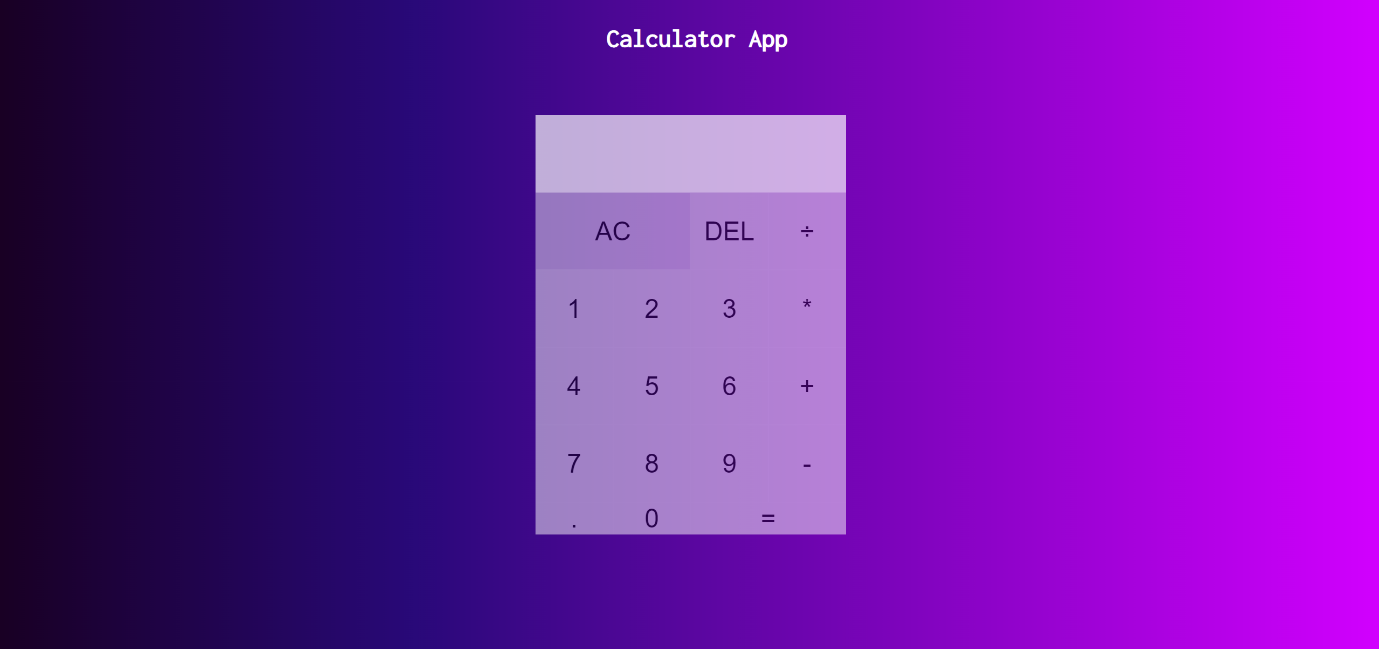 Calculator App
AC DEL ÷
1 2 3 *
4 5 6 +
7 8 9 -
. 0 =